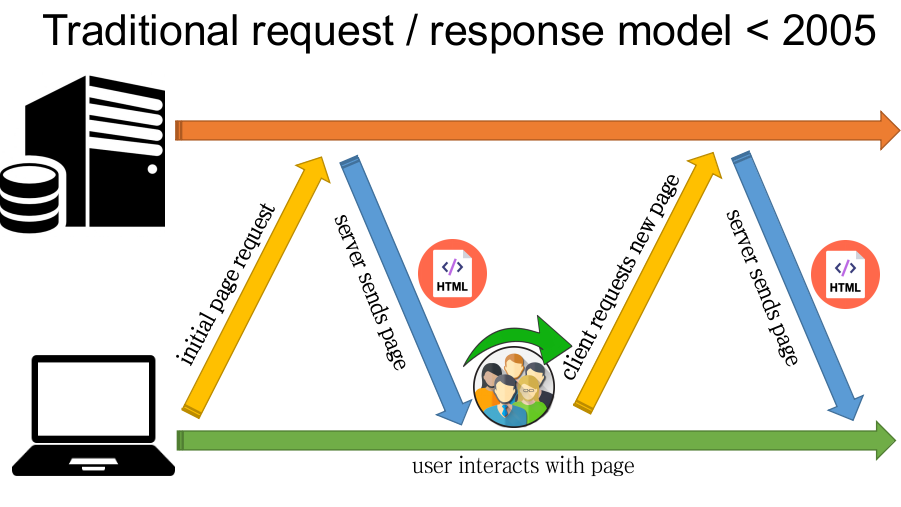 Traditional request / response model < 2005
initial page request
server sends page
</>
HTML
client requests new page
server sends page
</>
HTML
user interacts with page